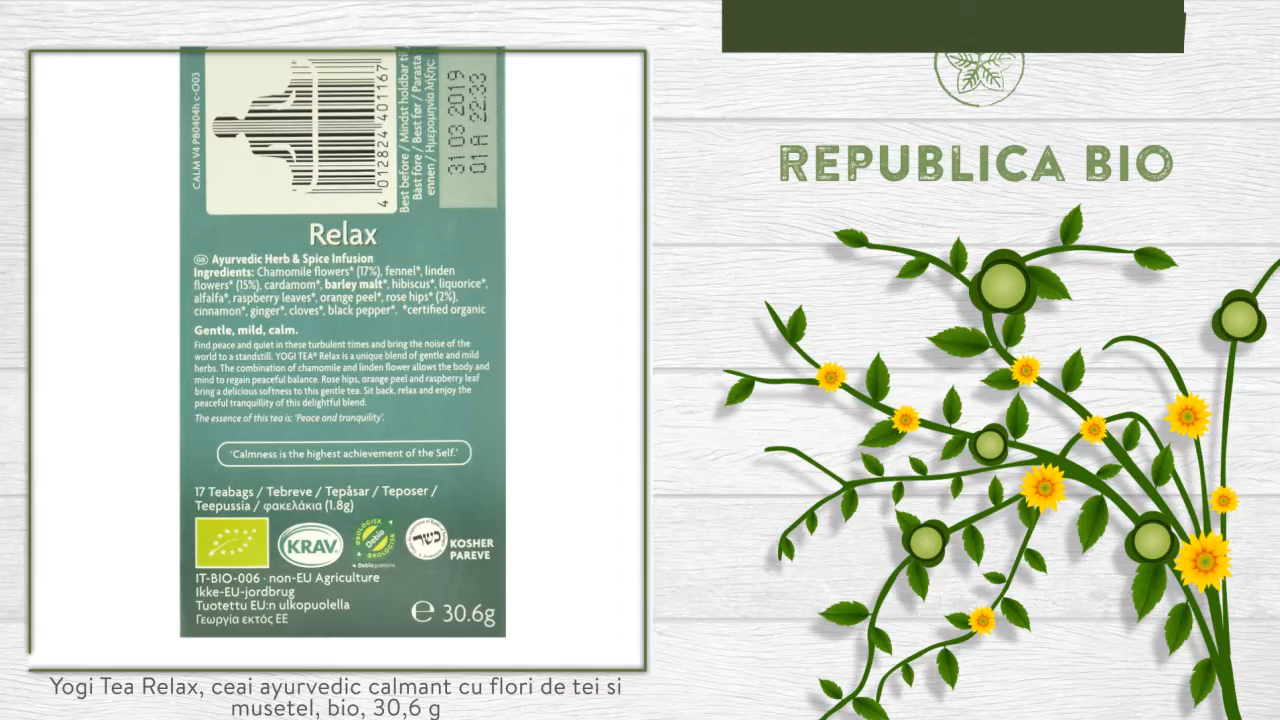 CALM V4 P80404h c-O03
4 012824 401167
Best before / Mindst holdbar til
Bäst före / Best før / Parasta
ennen / Ημερομηνία λήξης:
31 03 2019
01A 22:33
Relax
GB Ayurvedic Herb & Spice Infusion
Ingredients: Chamomile flowers* (17%), fennel*, linden
flowers* (15%), cardamom*, barley malt*, hibiscus*, liquorice*,
alfalfa*, raspberry leaves*, orange peel*, rose hips* (2%),
cinnamon*, ginger*, cloves*, black pepper*. *certified organic
Gentle, mild, calm.
Find peace and quiet in these turbulent times and bring the noise of the
world to a standstill. YOGI TEA® Relax is a unique blend of gentle and mild
herbs. The combination of chamomile and linden flower allows the body and
mind to regain peaceful balance. Rose hips, orange peel and raspberry leaf
bring a delicious softness to this gentle tea. Sit back, relax and enjoy the
peaceful tranquillity of this delightful blend.
The essence of this tea is: 'Peace and tranquility'.
'Calmness is the highest achievement of the Self.'
17 Teabags / Tebreve / Tepåsar / Teposer /
Teepussia / φακελάκια (1.8g)
KRAV
ØKOLOGISK
Debio
ØKOLOGISK
כשר
KOSHER
PAREVE
IT-BIO-006 · non-EU Agriculture
Ikke-EU-jordbrug
Tuotettu EU:n ulkopuolella
Γεωργία εκτός ΕΕ
℮ 30.6g
REPUBLICA BIO
Yogi Tea Relax, ceai ayurvedic calmant cu flori de tei si
musetel, bio, 30,6 g